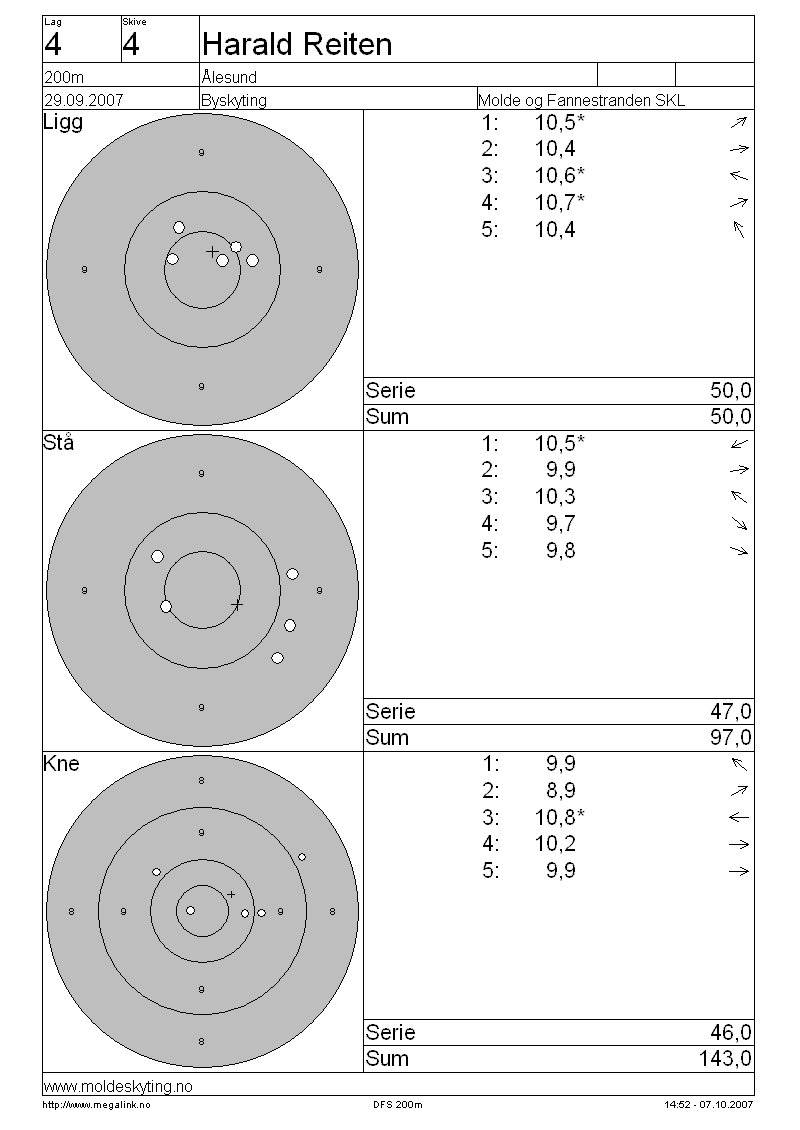 Lag Skive
4 4 Harald Reiten
200m Ålesund
29.09.2007 Byskyting Molde og Fannestranden SKL
Ligg
1: 10,5*
2: 10,4
3: 10,6*
4: 10,7*
5: 10,4
9
9 9
9
Serie 50,0
Sum 50,0
Stå
1: 10,5*
2: 9,9
3: 10,3
4: 9,7
5: 9,8
9
9 9
9
Serie 47,0
Sum 97,0
Kne
1: 9,9
2: 8,9
3: 10,8*
4: 10,2
5: 9,9
8
9
8 9 9 8
9
8
Serie 46,0
Sum 143,0
www.moldeskyting.no
http://www.megalink.no DFS 200m 14:52 - 07.10.2007